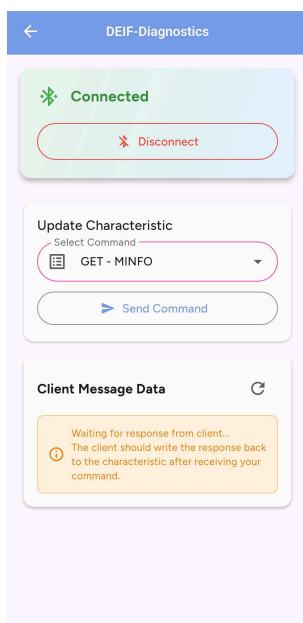 DEIF-Diagnostics
Connected
Disconnect
Update Characteristic
Select Command
GET - MINFO
Send Command
Client Message Data
Waiting for response from client...
The client should write the response back
to the characteristic after receiving your
command.